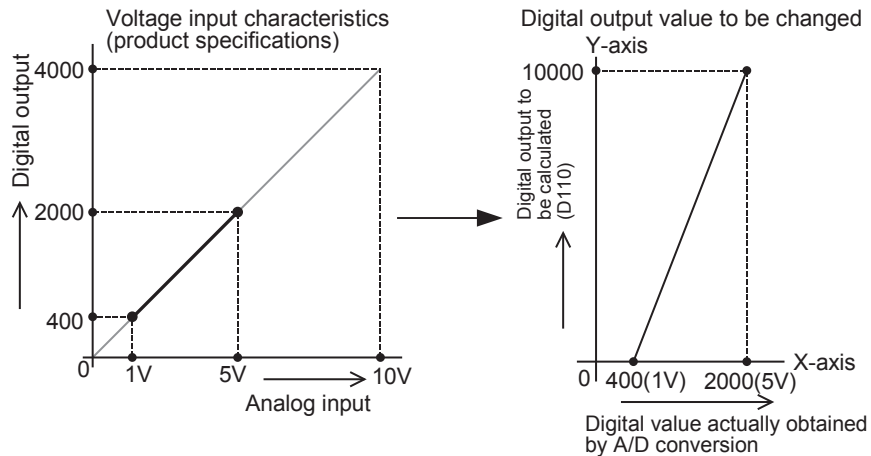 Voltage input characteristics
(product specifications)
4000
2000
400
0
1V
5V
10V
Digital output
Analog input
Digital output value to be changed
Y-axis
10000
Digital output to
be calculated
(D110)
0
400(1V)
2000(5V)
X-axis
Digital value actually obtained
by A/D conversion